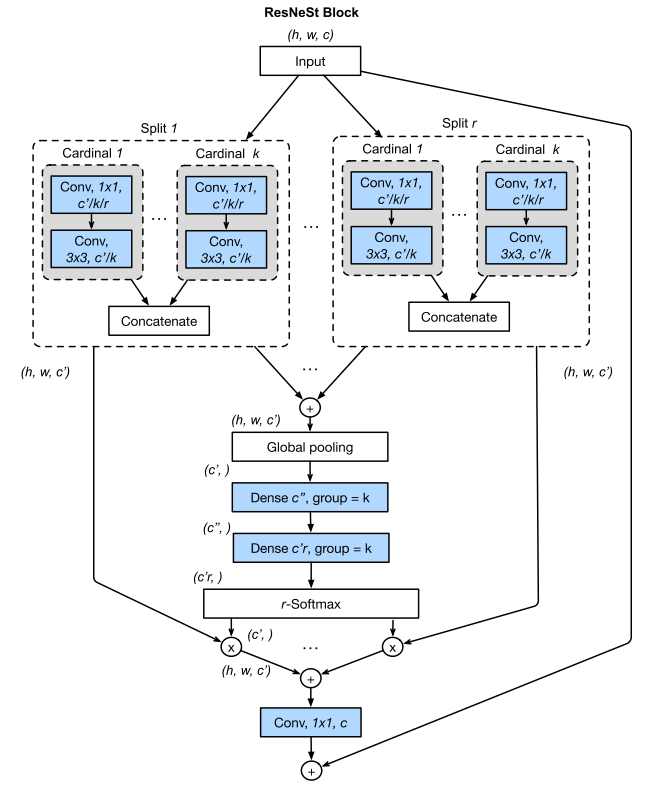 ResNeSt Block
(h, w, c)
Input
Split 1
Split r
Cardinal 1
Cardinal k
Cardinal 1
Cardinal k
Conv, 1x1,
c'/k/r
Conv,
3x3, c'/k
...
Conv, 1x1,
c'/k/r
Conv,
3x3, c'/k
Concatenate
...
Conv, 1x1,
c'/k/r
Conv,
3x3, c'/k
...
Conv, 1x1,
c'/k/r
Conv,
3x3, c'/k
Concatenate
(h, w, c')
...
(h, w, c')
+
(h, w, c')
Global pooling
(c', )
Dense c'', group = k
(c'', )
Dense c'r, group = k
(c'r, )
r-Softmax
(c', )
x
...
x
(h, w, c')
+
Conv, 1x1, c
+